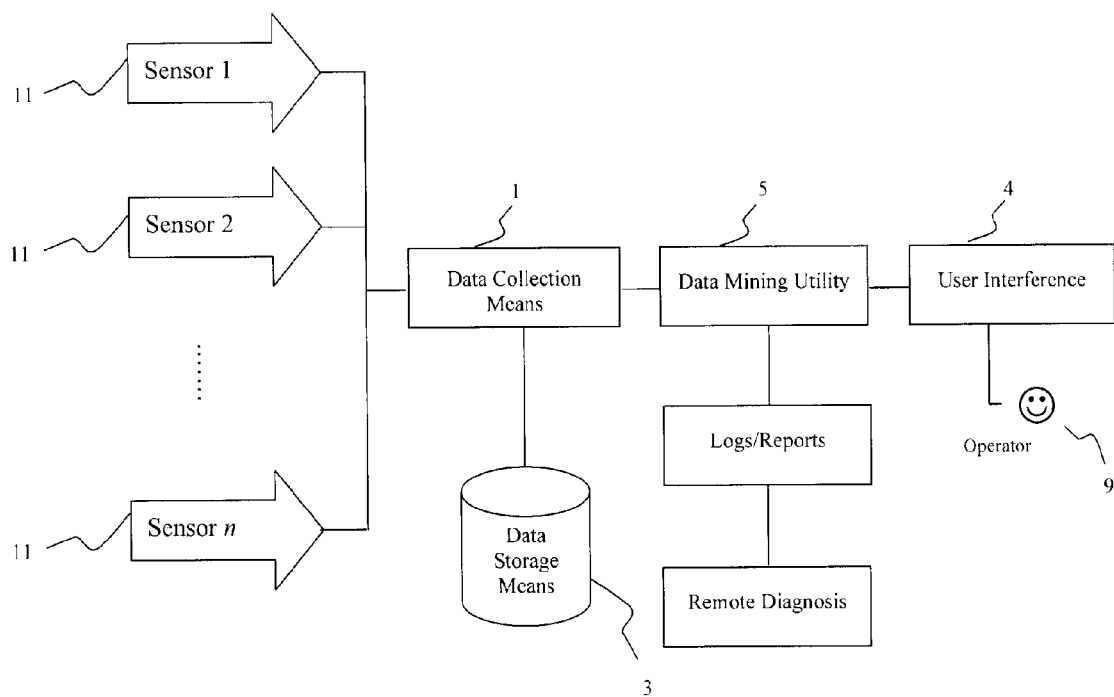 Sensor 1
11
Sensor 2
11
Sensor n
11
1
Data Collection
Means
5
Data Mining Utility
4
User Interference
Logs/Reports
Operator
9
Data
Storage
Means
3
Remote Diagnosis